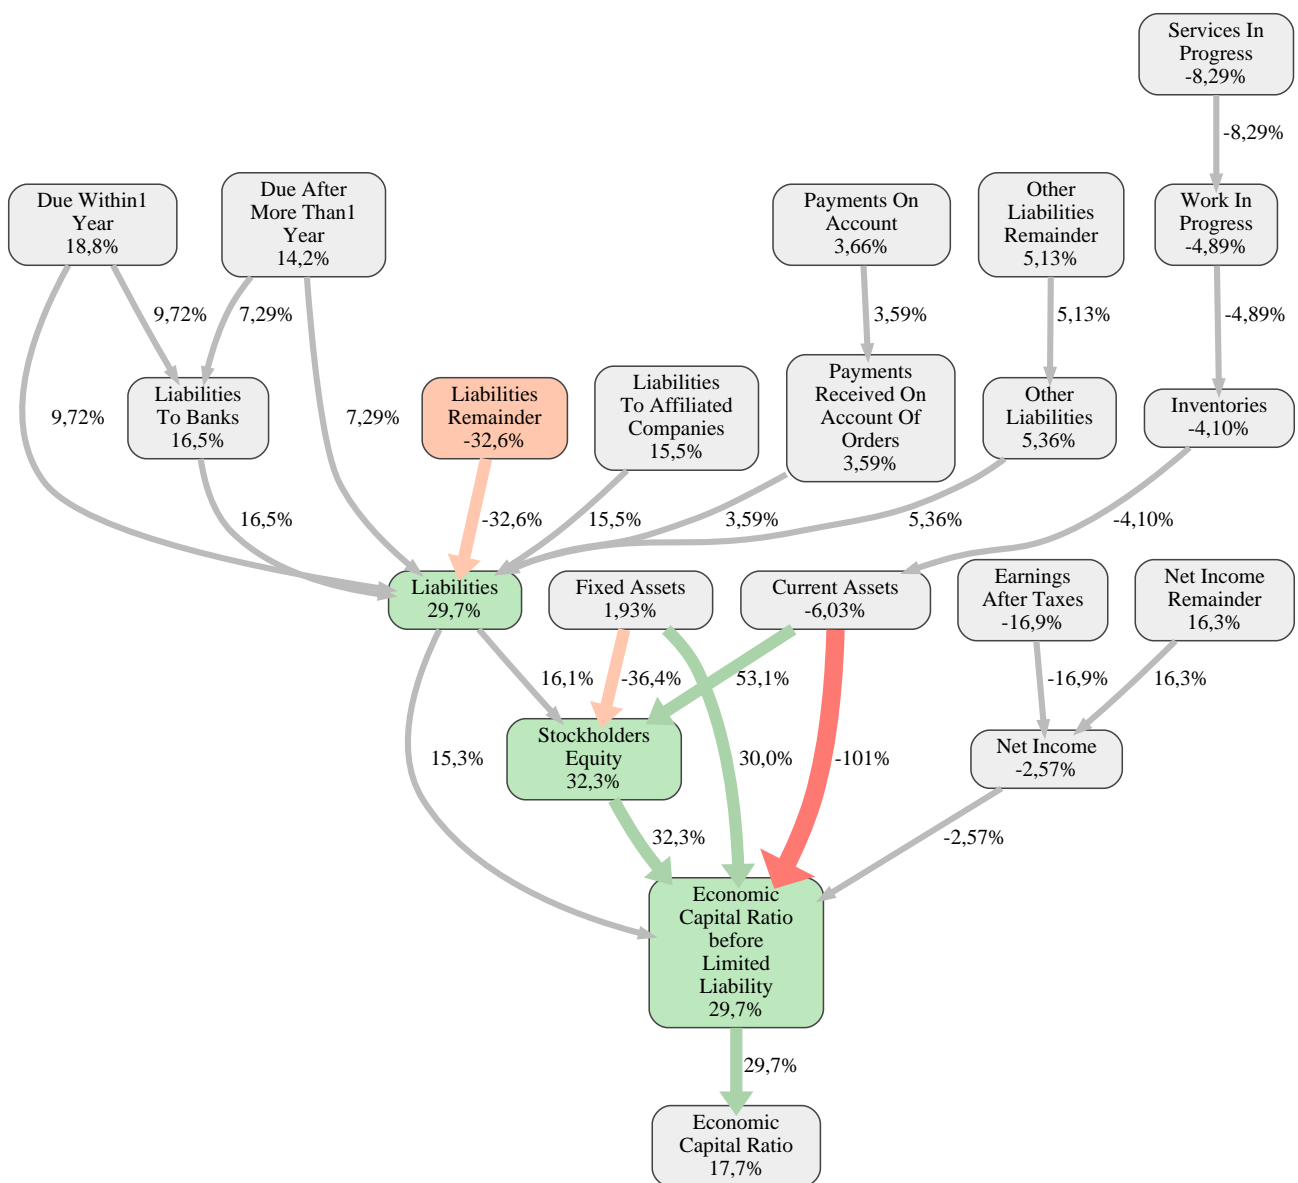 Services In
Progress
-8,29%
-8,29%
Due Within1
Year
18,8%
Due After
More Than1
Year
14,2%
Payments On
Account
3,66%
Other
Liabilities
Remainder
5,13%
Work In
Progress
-4,89%
9,72%
7,29%
3,59%
5,13%
-4,89%
9,72%
Liabilities
To Banks
16,5%
7,29%
Liabilities
Remainder
-32,6%
Liabilities
To Affiliated
Companies
15,5%
Payments
Received On
Account Of
Orders
3,59%
Other
Liabilities
5,36%
Inventories
-4,10%
16,5%
-32,6%
15,5%
3,59%
5,36%
-4,10%
Liabilities
29,7%
Fixed Assets
1,93%
Current Assets
-6,03%
Earnings
After Taxes
-16,9%
Net Income
Remainder
16,3%
16,1%
-36,4%
53,1%
-16,9%
16,3%
15,3%
Stockholders
Equity
32,3%
30,0%
-101%
Net Income
-2,57%
32,3%
-2,57%
Economic
Capital Ratio
before
Limited
Liability
29,7%
29,7%
Economic
Capital Ratio
17,7%